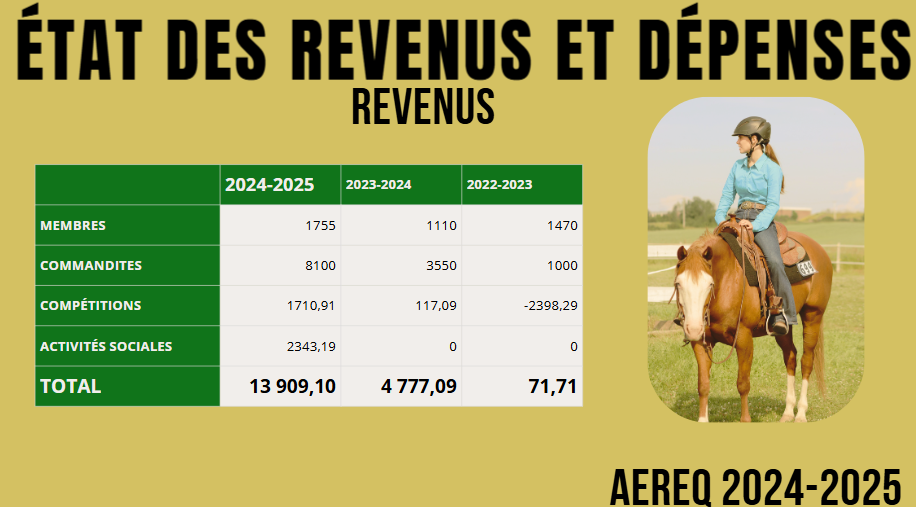 ÉTAT DES REVENUS ET DÉPENSES
REVENUS
2024-2025 2023-2024 2022-2023
MEMBRES 1755 1110 1470
COMMANDITES 8100 3550 1000
COMPÉTITIONS 1710,91 117,09 -2398,29
ACTIVITÉS SOCIALES 2343,19 0 0
TOTAL 13 909,10 4 777,09 71,71
AEREQ 2024-2025